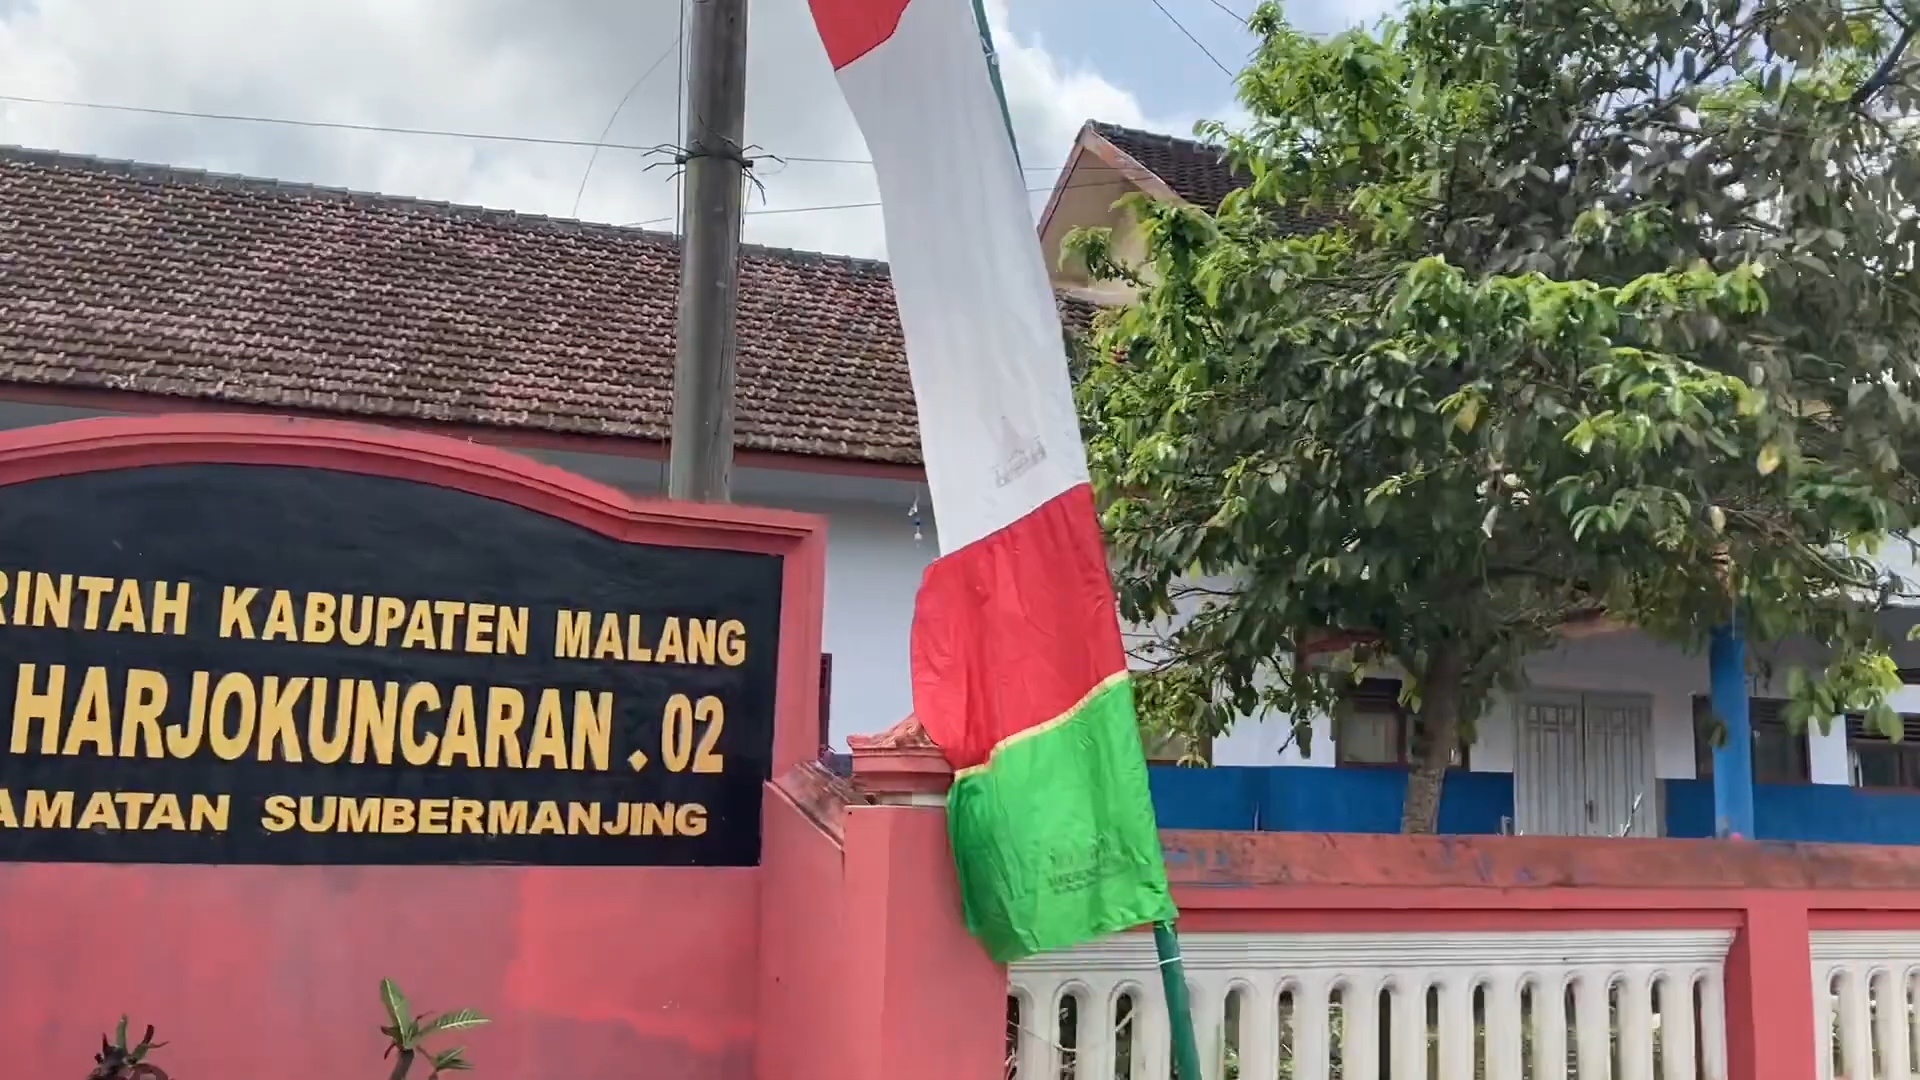 RINTAH KABUPATEN MALANG
HARJOKUNCARAN . 02
AMATAN SUMBERMANJING